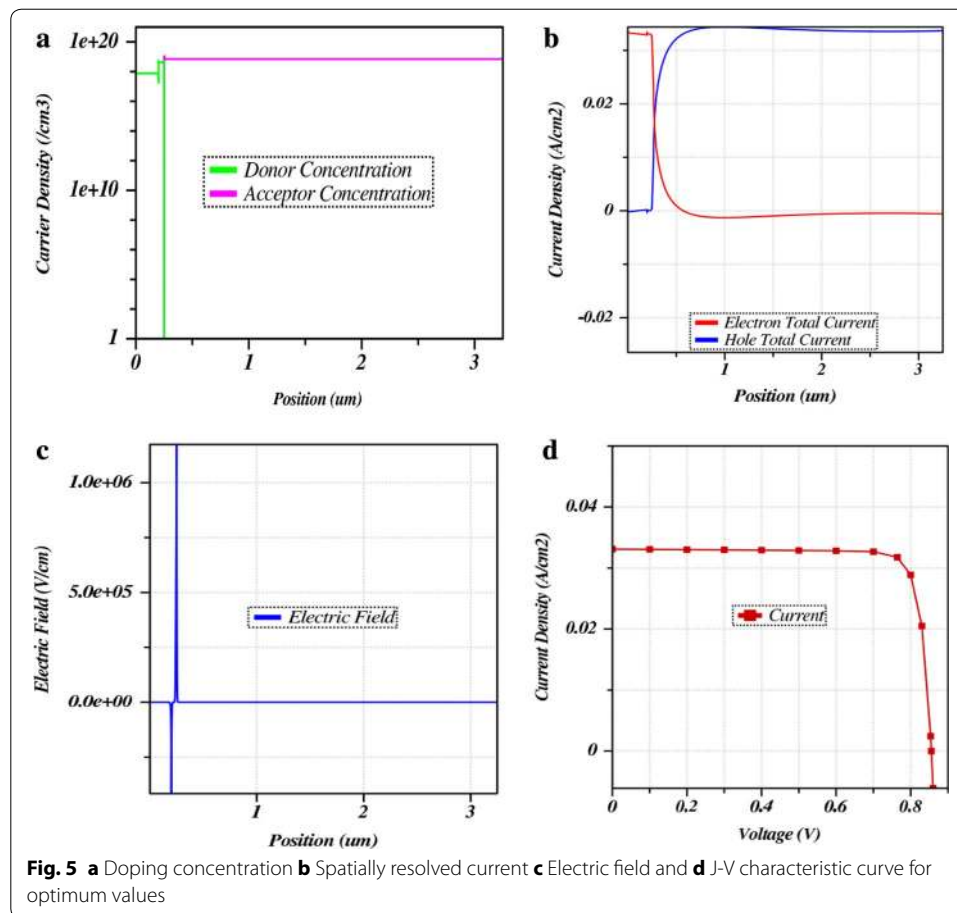 a
1e+20
1e+10
1
Carrier Density (/cm3)
Donor Concentration
Acceptor Concentration
0
1
2
3
Position (um)
b
0.02
0
-0.02
Current Density (A/cm2)
Electron Total Current
Hole Total Current
1
2
3
Position (um)
c
1.0e+06
5.0e+05
0.0e+00
Electric Field (V/cm)
Electric Field
1
2
3
Position (um)
d
0.04
0.02
0
Current Density (A/cm2)
Current
0
0.2
0.4
0.6
0.8
Voltage (V)
Fig. 5 a Doping concentration b Spatially resolved current c Electric field and d J-V characteristic curve for
optimum values